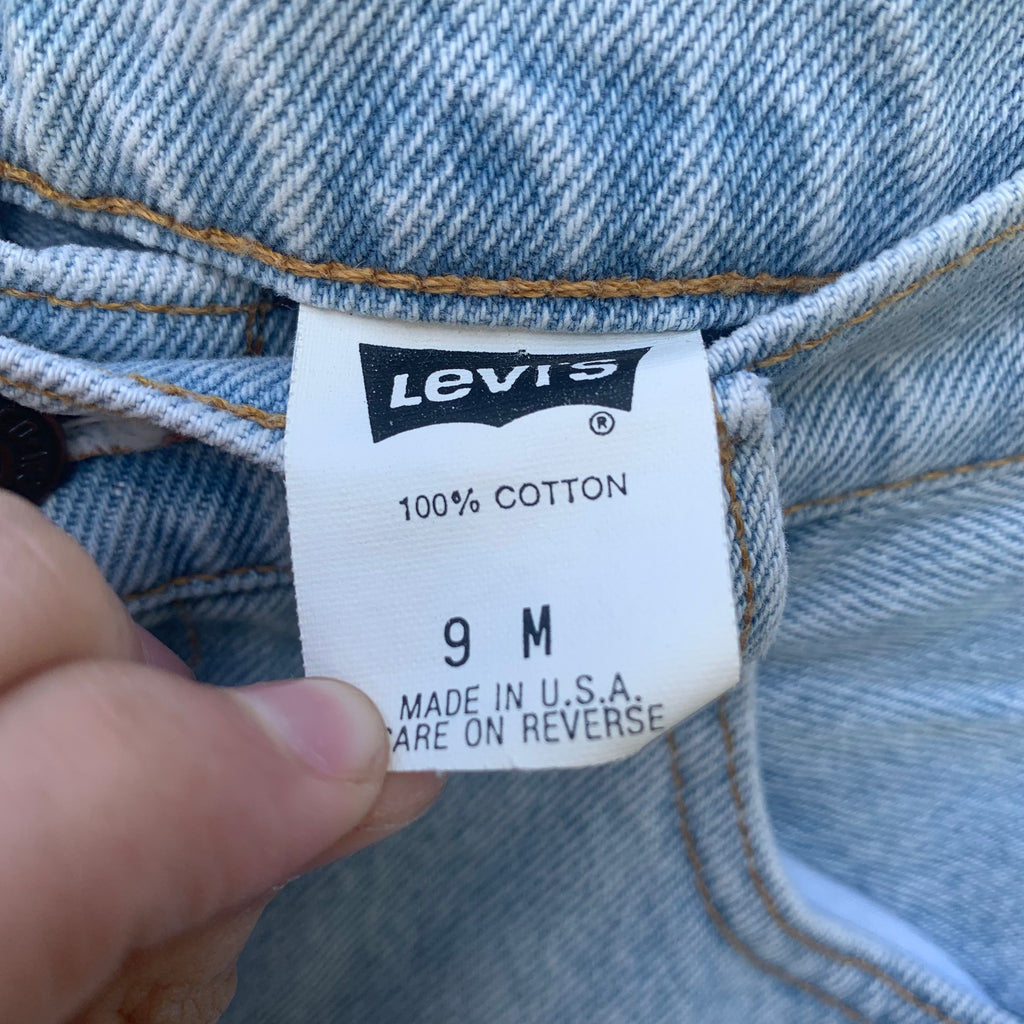 Levi's
®
100% COTTON
9 M
MADE IN U.S.A.
CARE ON REVERSE